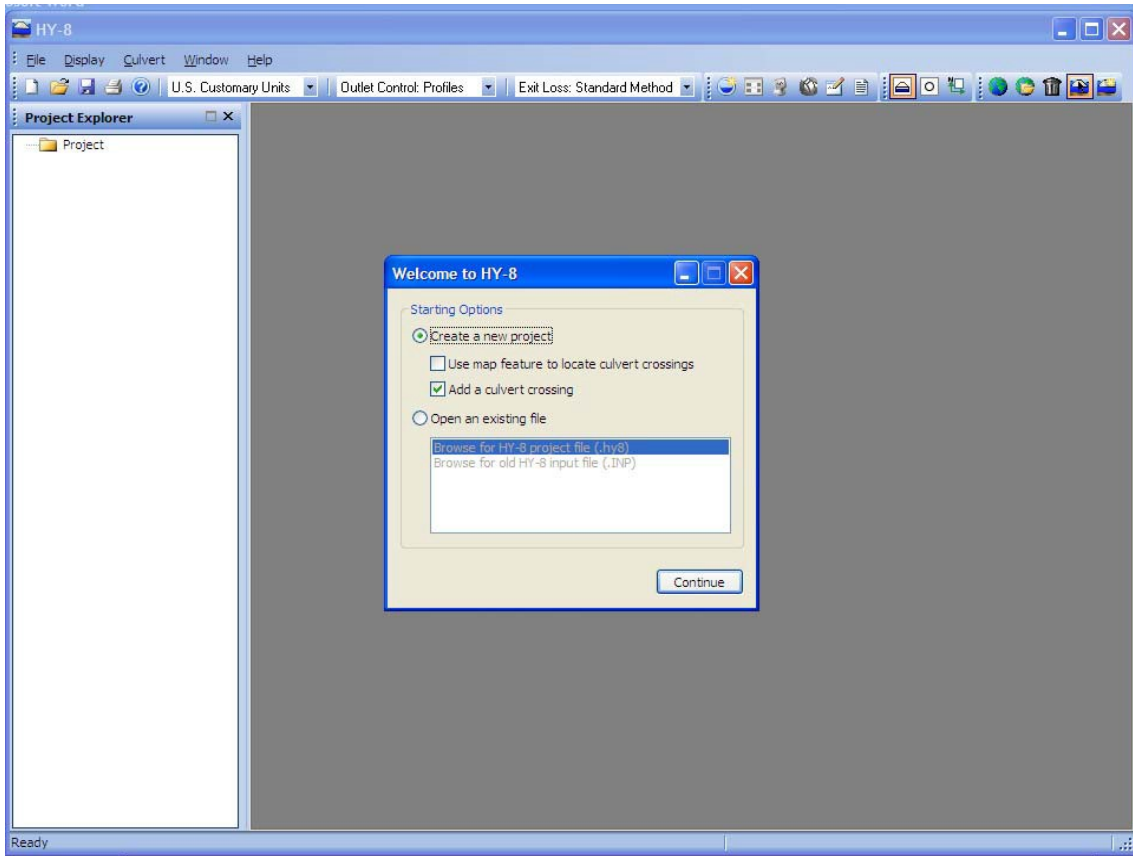 HY-8
File Display Culvert Window Help
U.S. Customary Units Outlet Control: Profiles Exit Loss: Standard Method
Project Explorer
Project
Welcome to HY-8
Starting Options
Create a new project
Use map feature to locate culvert crossings
Add a culvert crossing
Open an existing file
Browse for HY-8 project file (.hy8)
Browse for old HY-8 input file (.INP)
Continue
Ready